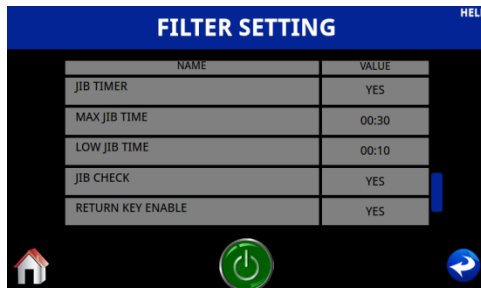 HELP
FILTER SETTING
NAME VALUE
JIB TIMER YES
MAX JIB TIME 00:30
LOW JIB TIME 00:10
JIB CHECK YES
RETURN KEY ENABLE YES